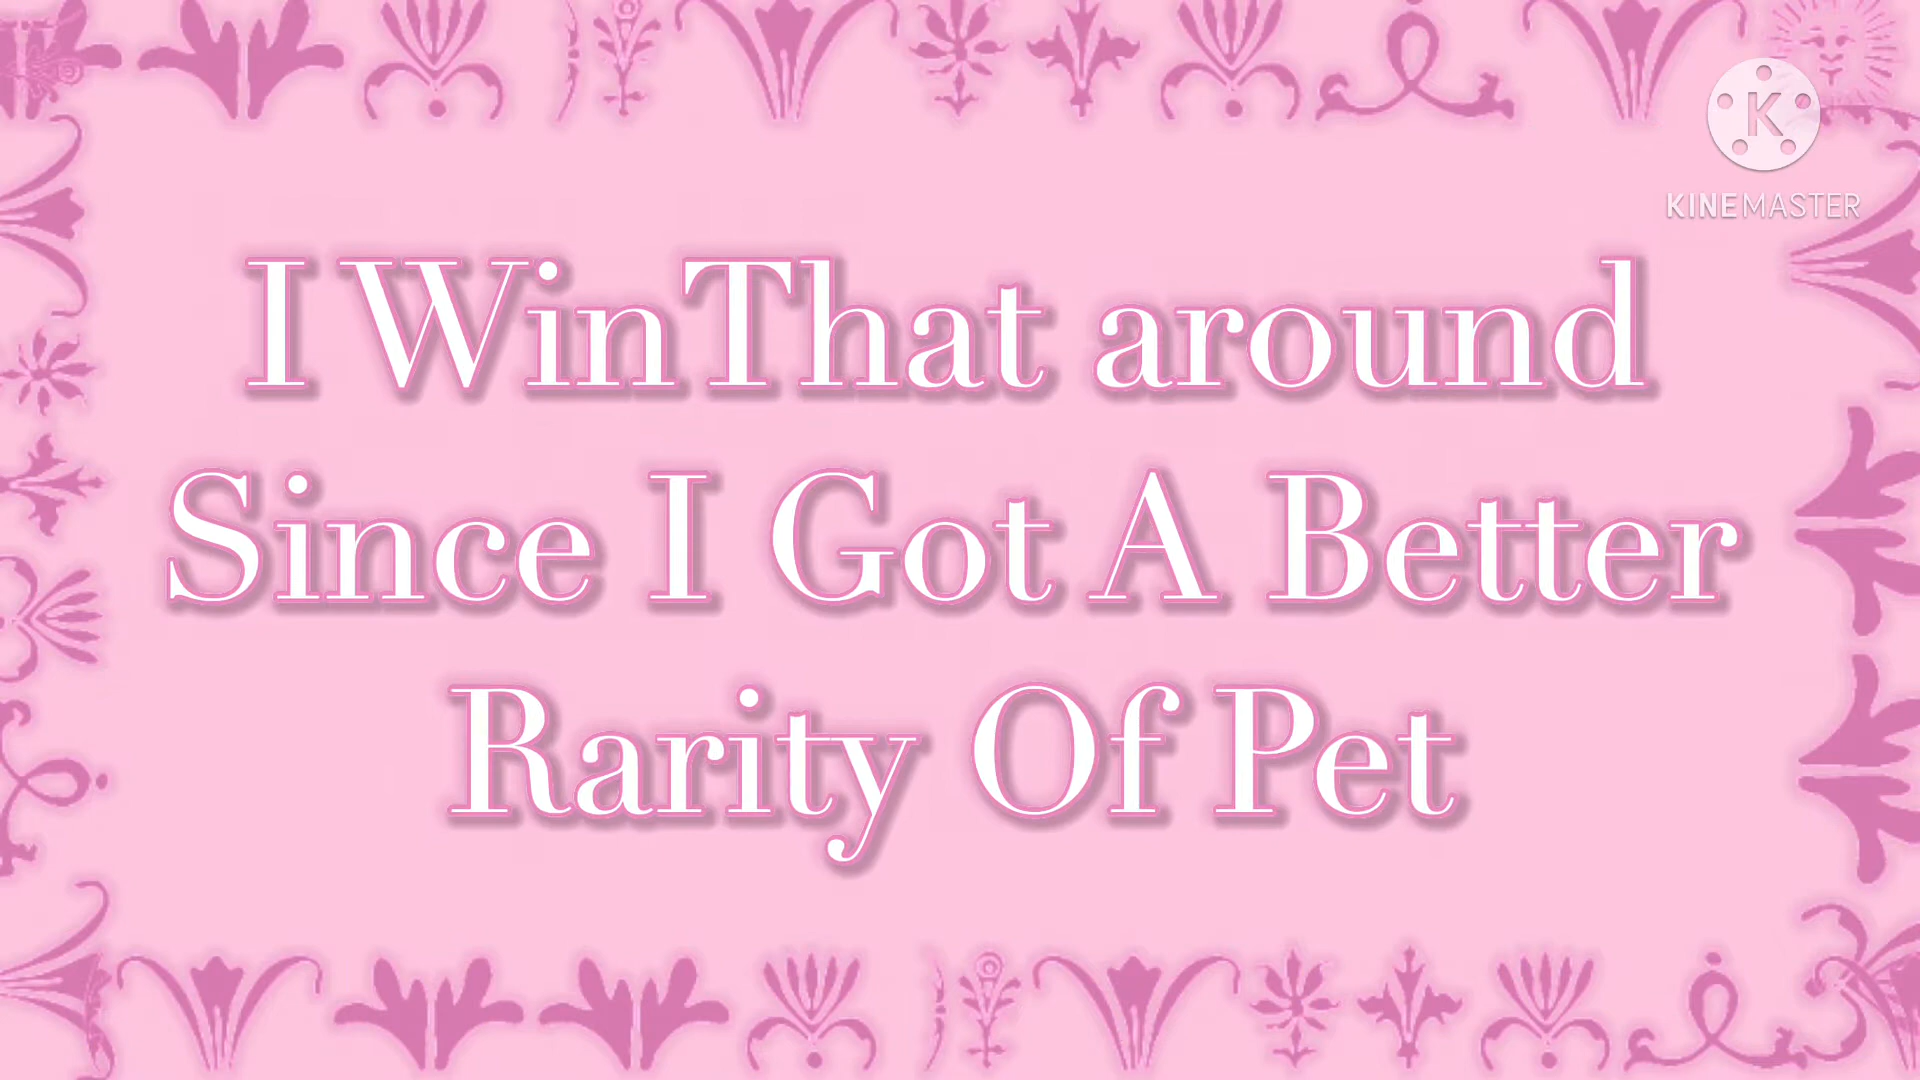 K
KINEMASTER
I WinThat around
Since I Got A Better
Rarity Of Pet